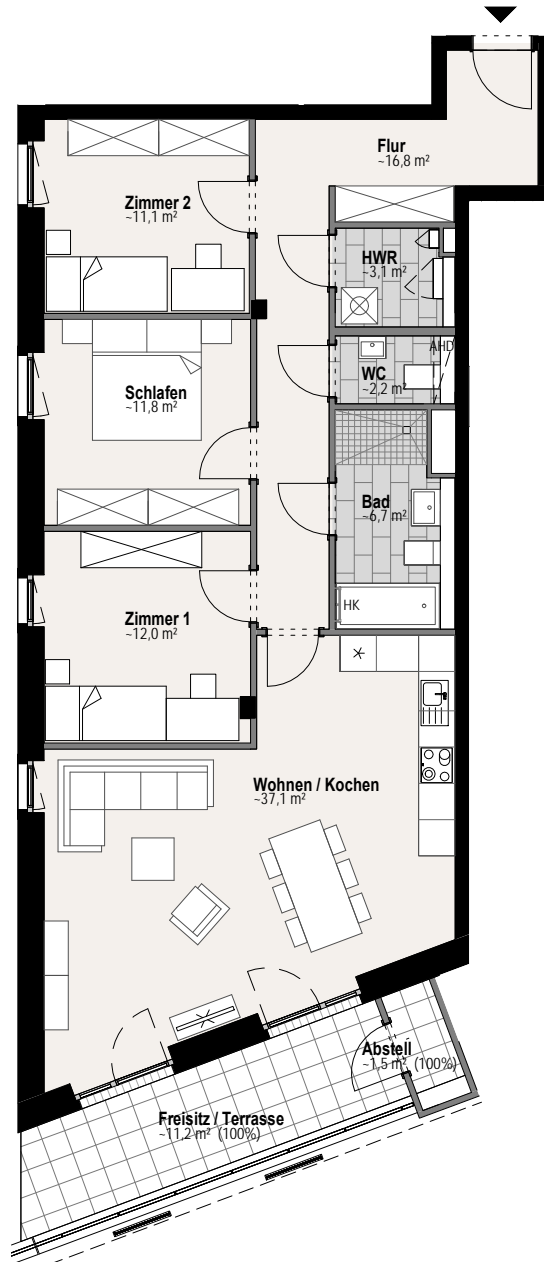 Flur
~16,8 m²
Zimmer 2
~11,1 m²
HWR
~3,1 m²
AHD
WC
~2,2 m²
Schlafen
~11,8 m²
Bad
~6,7 m²
HK
Zimmer 1
~12,0 m²
Wohnen / Kochen
~37,1 m²
Abstell
~1,5 m² (100%)
Freisitz / Terrasse
~11,2 m² (100%)